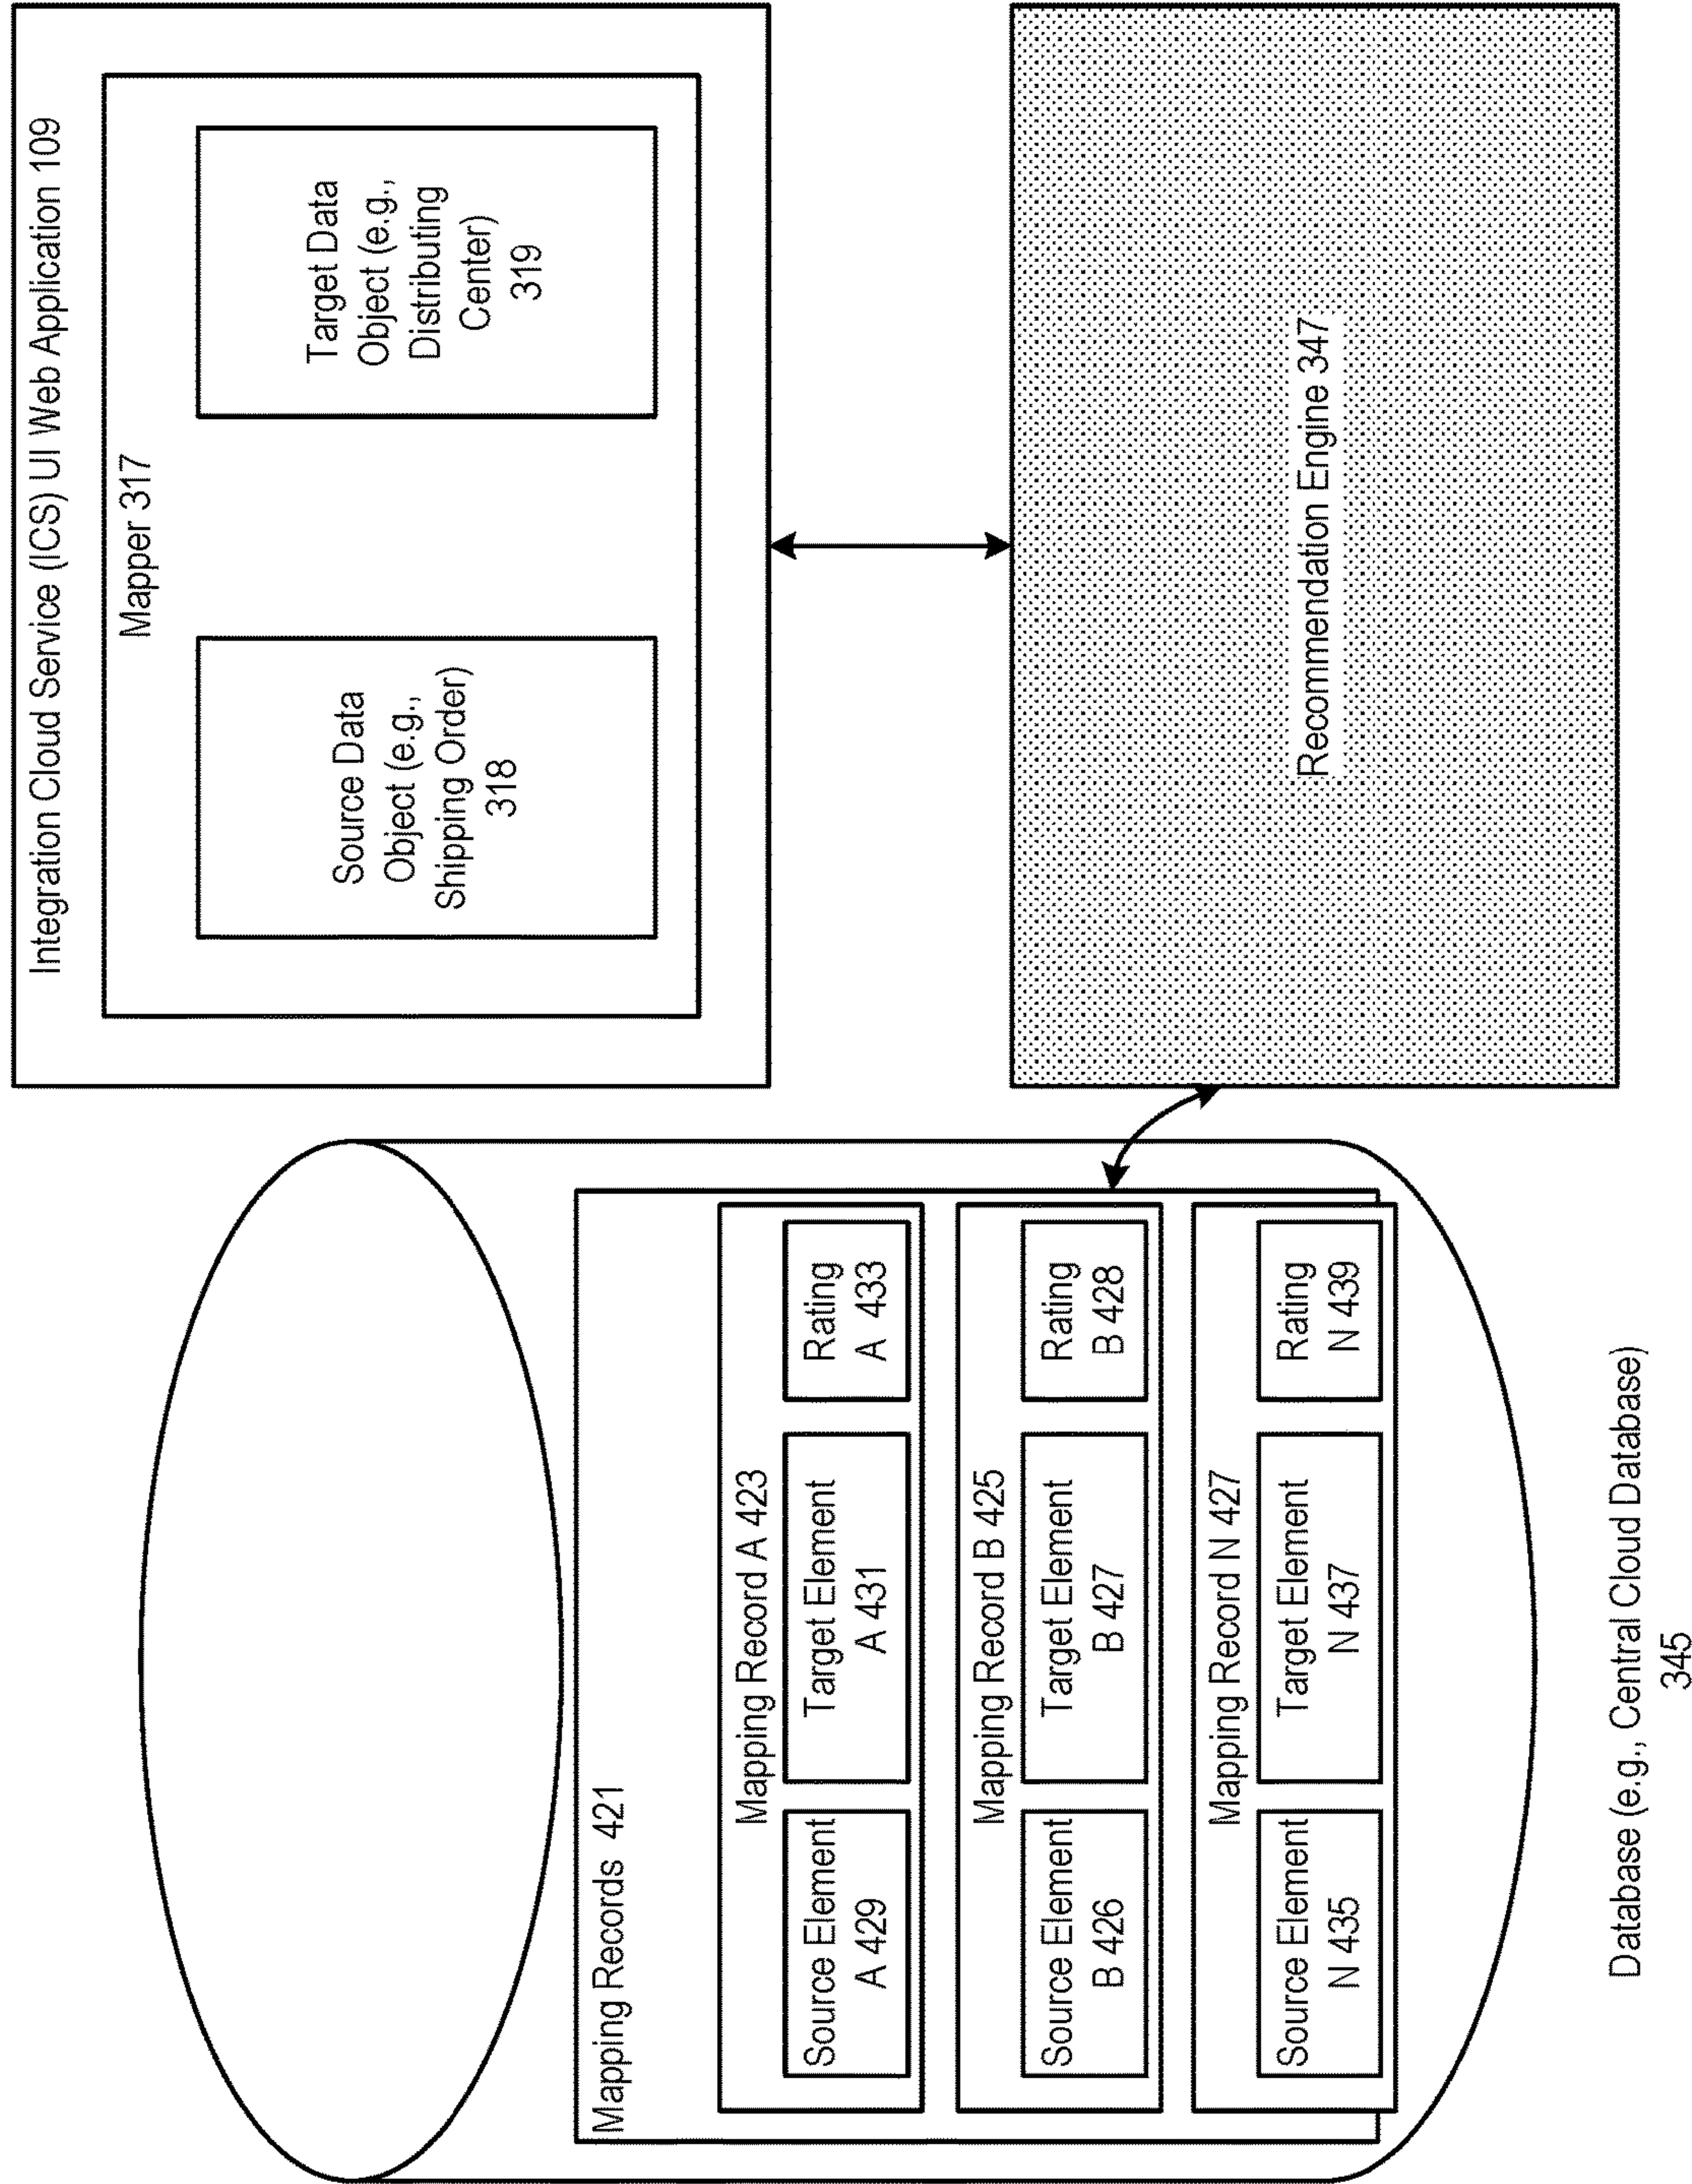 Integration Cloud Service (ICS) UI Web Application 109
Mapper 317
Source Data
Object (e.g.,
Shipping Order)
318
Target Data
Object (e.g.,
Distributing
Center)
319
Recommendation Engine 347
Mapping Records 421
Mapping Record A 423
Source Element
A 429
Target Element
A 431
Rating
A 433
Mapping Record B 425
Source Element
B 426
Target Element
B 427
Rating
B 428
Mapping Record N 427
Source Element
N 435
Target Element
N 437
Rating
N 439
Database (e.g., Central Cloud Database)
345